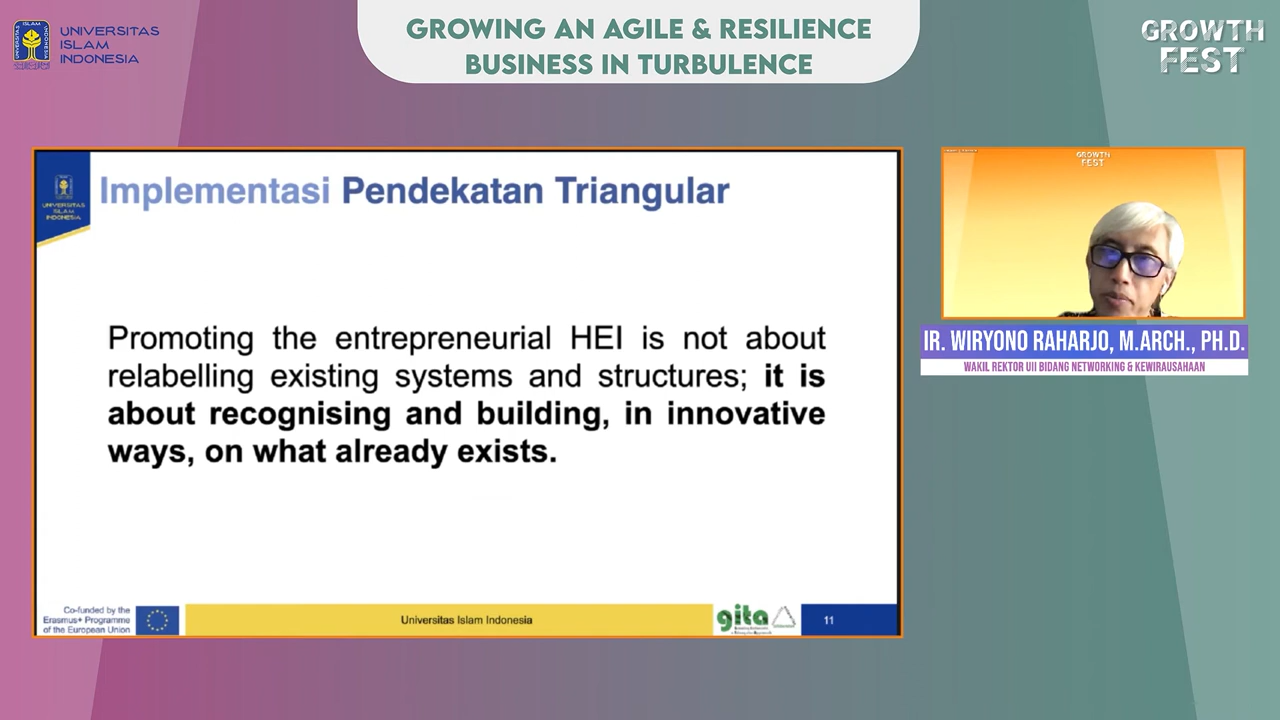 UNIVERSITAS
ISLAM
INDONESIA
GROWING AN AGILE & RESILIENCE
BUSINESS IN TURBULENCE
GROWTH
FEST
UNIVERSITAS
ISLAM
INDONESIA
Implementasi Pendekatan Triangular
Promoting the entrepreneurial HEI is not about
relabelling existing systems and structures; it is
about recognising and building, in innovative
ways, on what already exists.
Co-funded by the
Erasmus+ Programme
of the European Union
Universitas Islam Indonesia
gita
11
GROWTH
FEST
IR. WIRYONO RAHARJO, M.ARCH., PH.D.
WAKIL REKTOR UII BIDANG NETWORKING & KEWIRAUSAHAAN